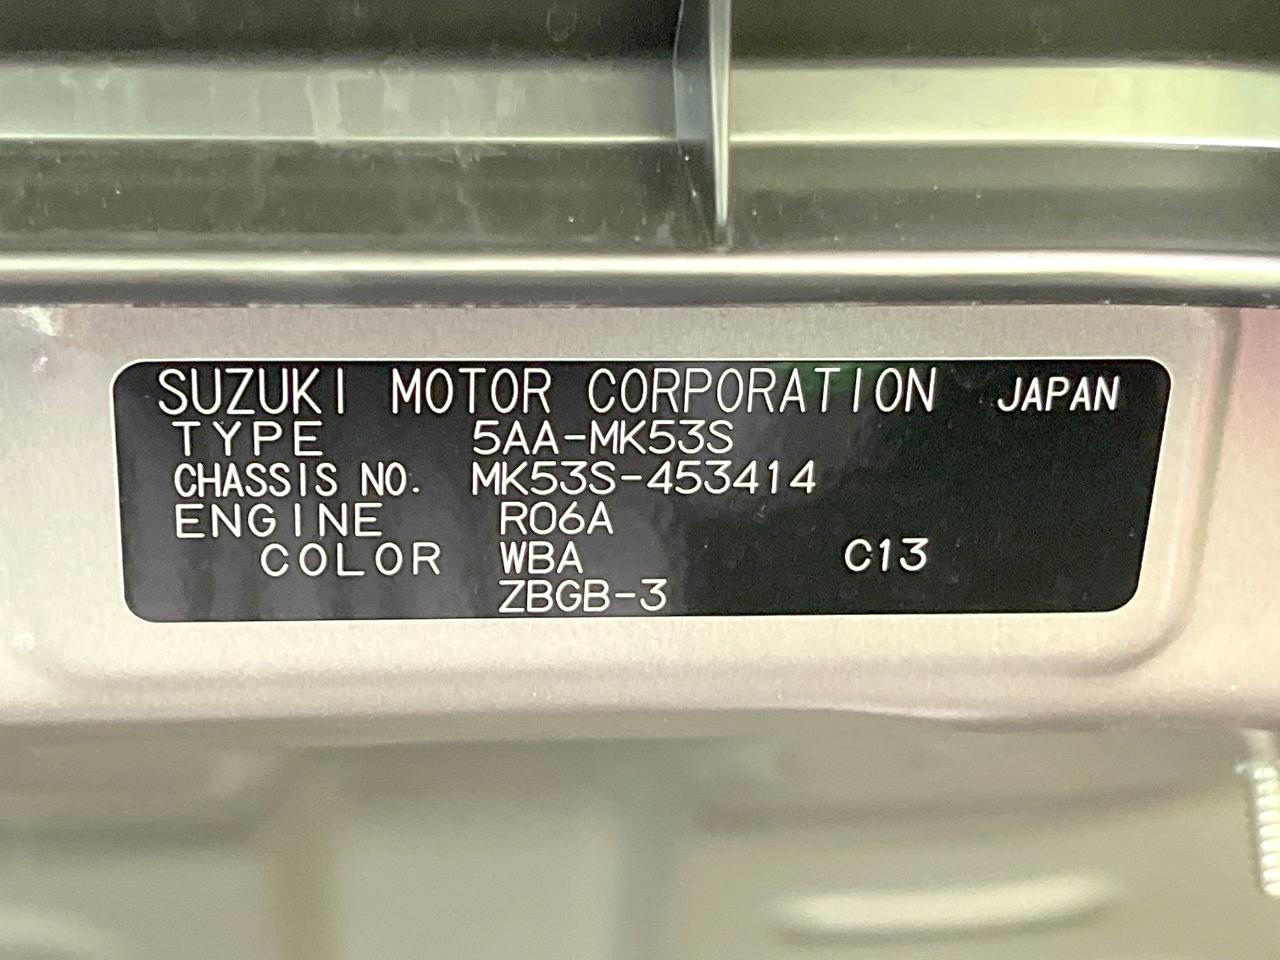 SUZUKI MOTOR CORPORATION JAPAN
TYPE 5AA-MK53S
CHASSIS NO. MK53S-453414
ENGINE R06A
COLOR WBA C13
ZBGB-3